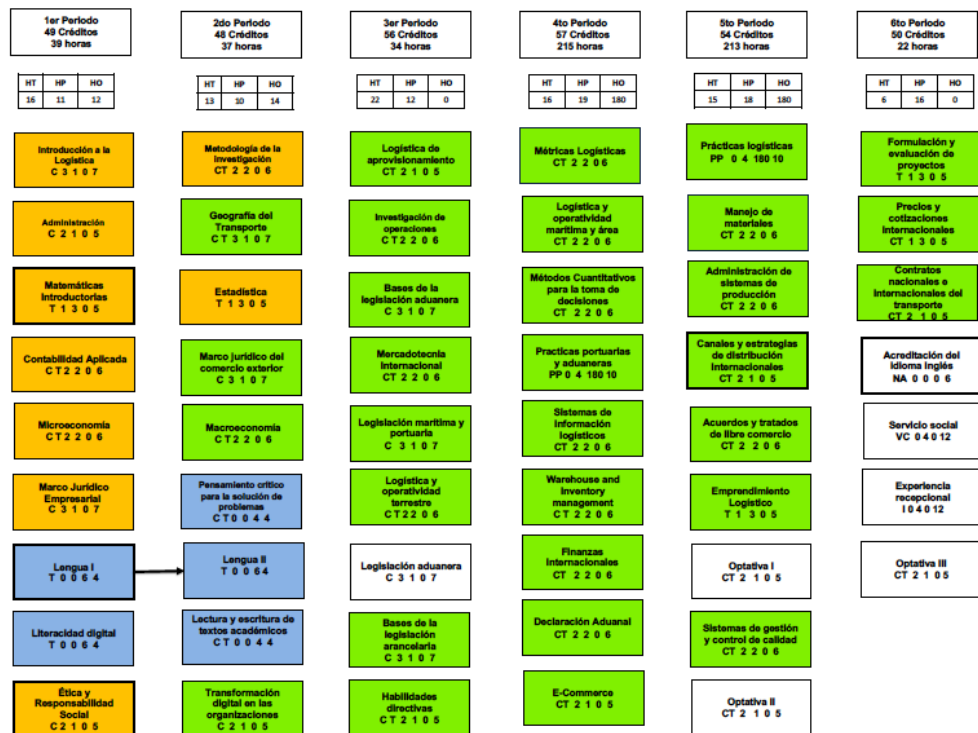 1er Periodo
49 Créditos
39 horas
HT HP HO
16 11 12
Introducción a la
Logística
C 3 1 0 7
Administración
C 2 1 0 5
Matemáticas
Introductorias
T 1 3 0 5
Contabilidad Aplicada
C T 2 2 0 6
Microeconomía
C T 2 2 0 6
Marco Jurídico
Empresarial
C 3 1 0 7
Lengua I
T 0 0 6 4
Literacidad digital
T 0 0 6 4
Ética y
Responsabilidad
Social
C 2 1 0 5
2do Periodo
48 Créditos
37 horas
HT HP HO
13 10 14
Metodología de la
Investigación
CT 2 2 0 6
Geografía del
Transporte
C T 3 1 0 7
Estadística
T 1 3 0 5
Marco jurídico del
comercio exterior
C 3 1 0 7
Macroeconomía
C T 2 2 0 6
Pensamiento crítico
para la solución de
problemas
C T 0 0 4 4
Lengua II
T 0 0 6 4
Lectura y escritura de
textos académicos
C T 0 0 4 4
Transformación
digital en las
organizaciones
C 2 1 0 5
3er Periodo
56 Créditos
34 horas
HT HP HO
22 12 0
Logística de
aprovisionamiento
CT 2 1 0 5
Investigación de
operaciones
CT 2 2 0 6
Bases de la
legislación aduanera
C 3 1 0 7
Mercadotecnia
Internacional
CT 2 2 0 6
Legislación marítima y
portuaria
C 3 1 0 7
Logística y
operatividad
terrestre
C T 2 2 0 6
Legislación aduanera
C 3 1 0 7
Bases de la
legislación
arancelaria
C 3 1 0 7
Habilidades
directivas
C T 2 1 0 5
4to Periodo
57 Créditos
215 horas
HT HP HO
16 19 180
Métricas Logísticas
CT 2 2 0 6
Logística y
operatividad
marítima y área
CT 2 2 0 6
Métodos Cuantitativos
para la toma de
decisiones
CT 2 2 0 6
Practicas portuarias
y aduaneras
PP 0 4 180 10
Sistemas de
información
logísticos
CT 2 2 0 6
Warehouse and
inventory
management
CT 2 2 0 6
Finanzas
Internacionales
CT 2 2 0 6
Declaración Aduanal
CT 2 2 0 6
E-Commerce
CT 2 1 0 5
5to Periodo
54 Créditos
213 horas
HT HP HO
15 18 180
Prácticas logísticas
PP 0 4 180 10
Manejo de
materiales
CT 2 2 0 6
Administración de
sistemas de
producción
CT 2 2 0 6
Canales y estrategias
de distribución
Internacionales
CT 2 1 0 5
Acuerdos y tratados
de libre comercio
CT 2 2 0 6
Emprendimiento
Logístico
T 1 3 0 5
Optativa I
CT 2 1 0 5
Sistemas de gestión
y control de calidad
CT 2 2 0 6
Optativa II
CT 2 1 0 5
6to Periodo
50 Créditos
22 horas
HT HP HO
6 16 0
Formulación y
evaluación de
proyectos
T 1 3 0 5
Precios y
cotizaciones
Internacionales
CT 1 3 0 5
Contratos
nacionales e
Internacionales del
transporte
CT 2 1 0 5
Acreditación del
Idioma Inglés
NA 0 0 0 6
Servicio social
VC 0 4 0 12
Experiencia
recepcional
I 0 4 0 12
Optativa III
CT 2 1 0 5